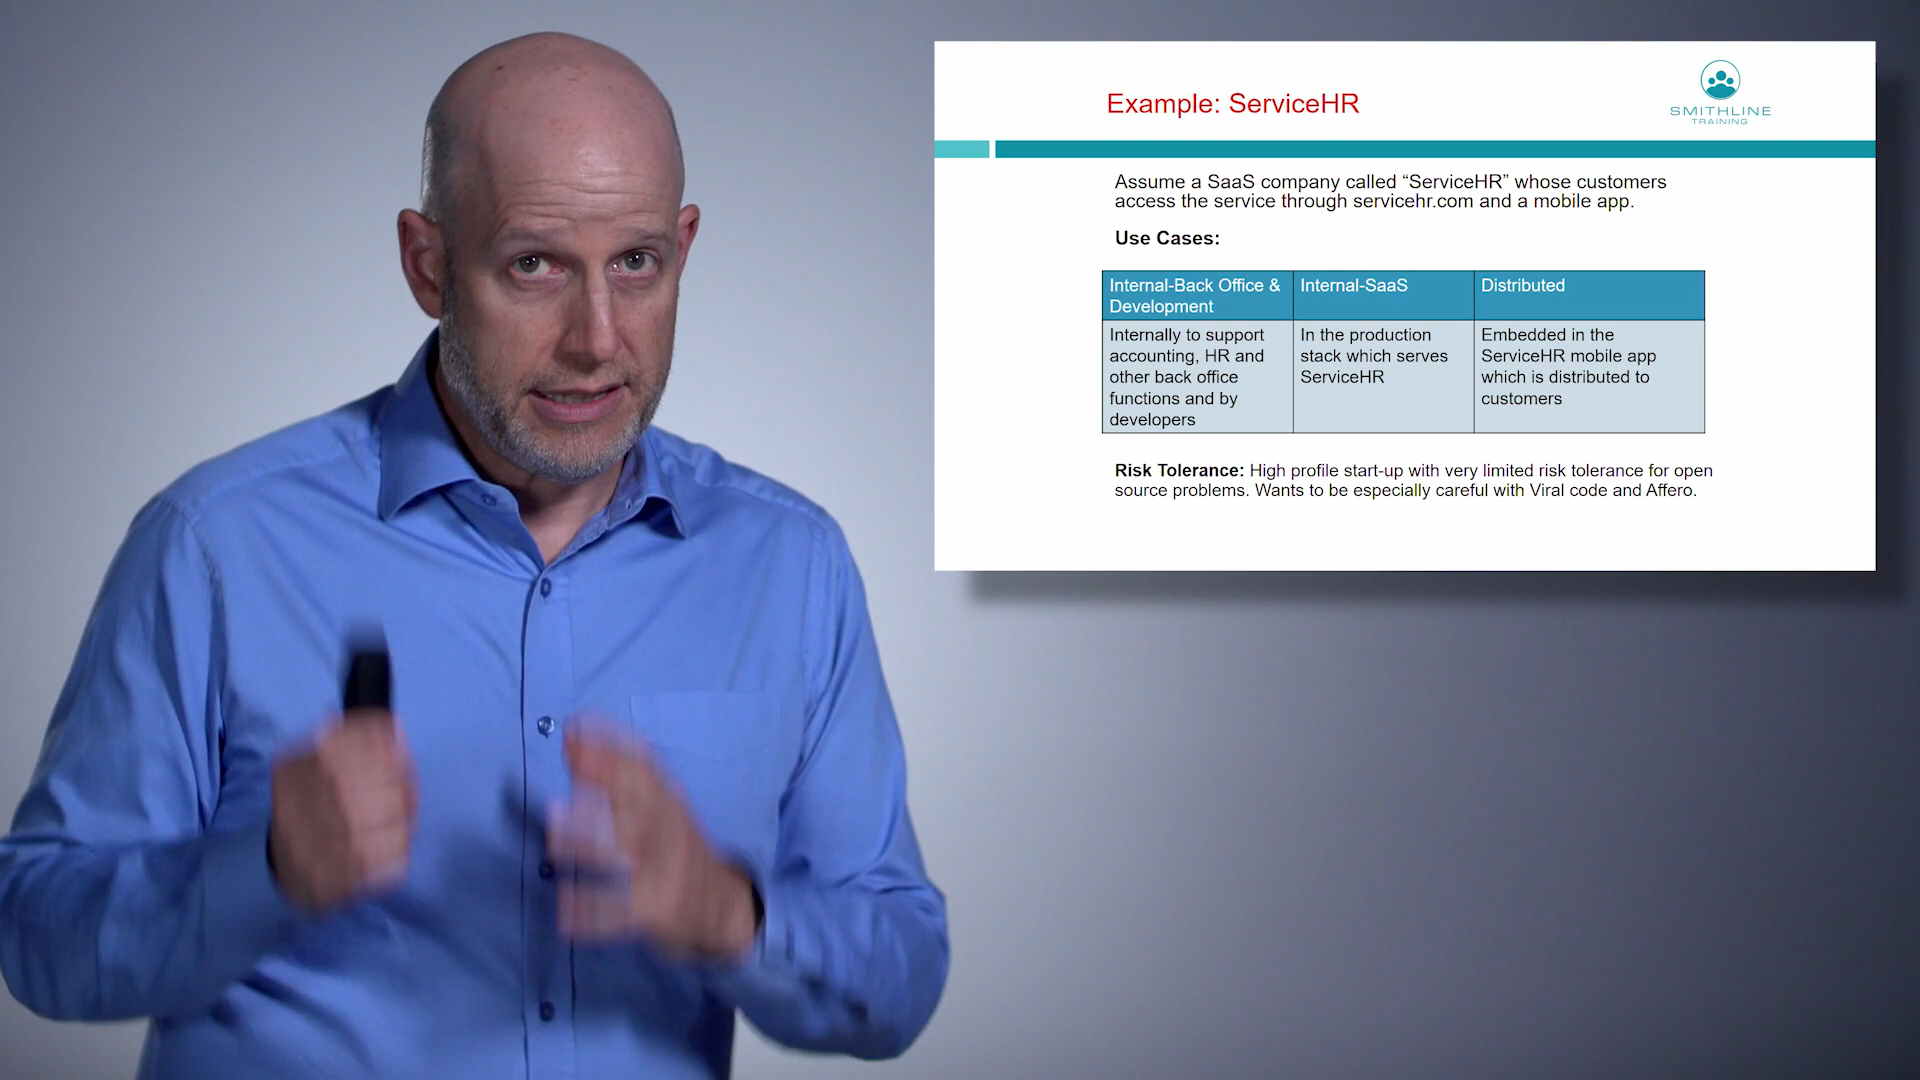 Example: ServiceHR
SMITHLINE
TRAINING
Assume a SaaS company called “ServiceHR” whose customers
access the service through servicehr.com and a mobile app.
Use Cases:
Internal-Back Office &
Development
Internal-SaaS
Distributed
Internally to support
accounting, HR and
other back office
functions and by
developers
In the production
stack which serves
ServiceHR
Embedded in the
ServiceHR mobile app
which is distributed to
customers
Risk Tolerance: High profile start-up with very limited risk tolerance for open
source problems. Wants to be especially careful with Viral code and Affero.